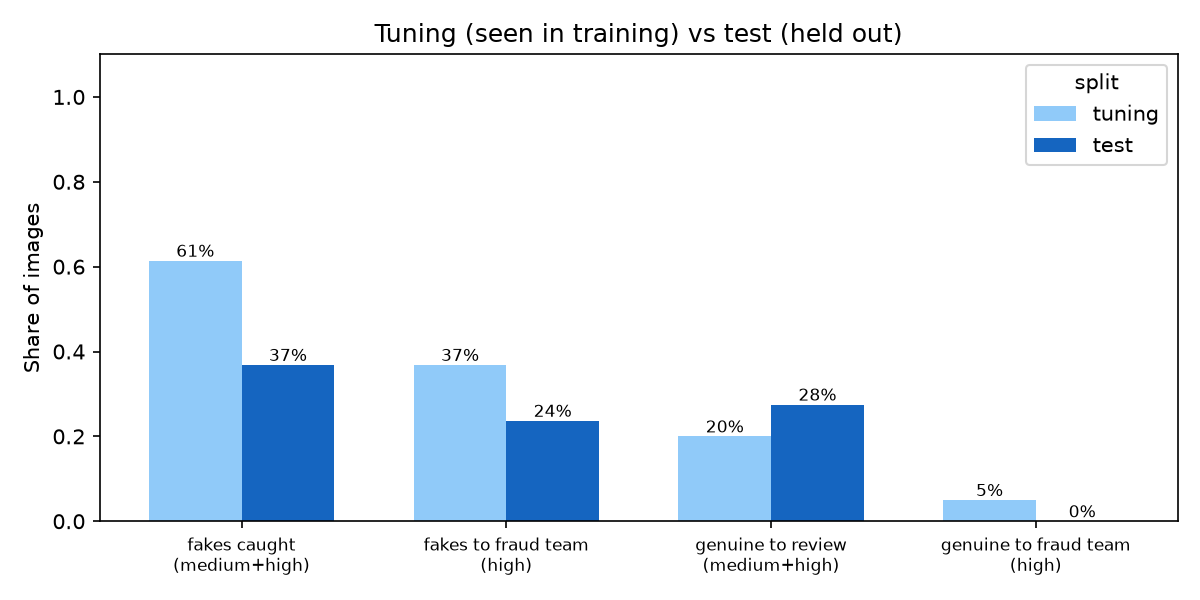 Tuning (seen in training) vs test (held out)
Share of images
1.0
0.8
0.6
0.4
0.2
0.0
split
tuning
test
61%
37%
37%
24%
20%
28%
5%
0%
fakes caught
(medium+high)
fakes to fraud team
(high)
genuine to review
(medium+high)
genuine to fraud team
(high)